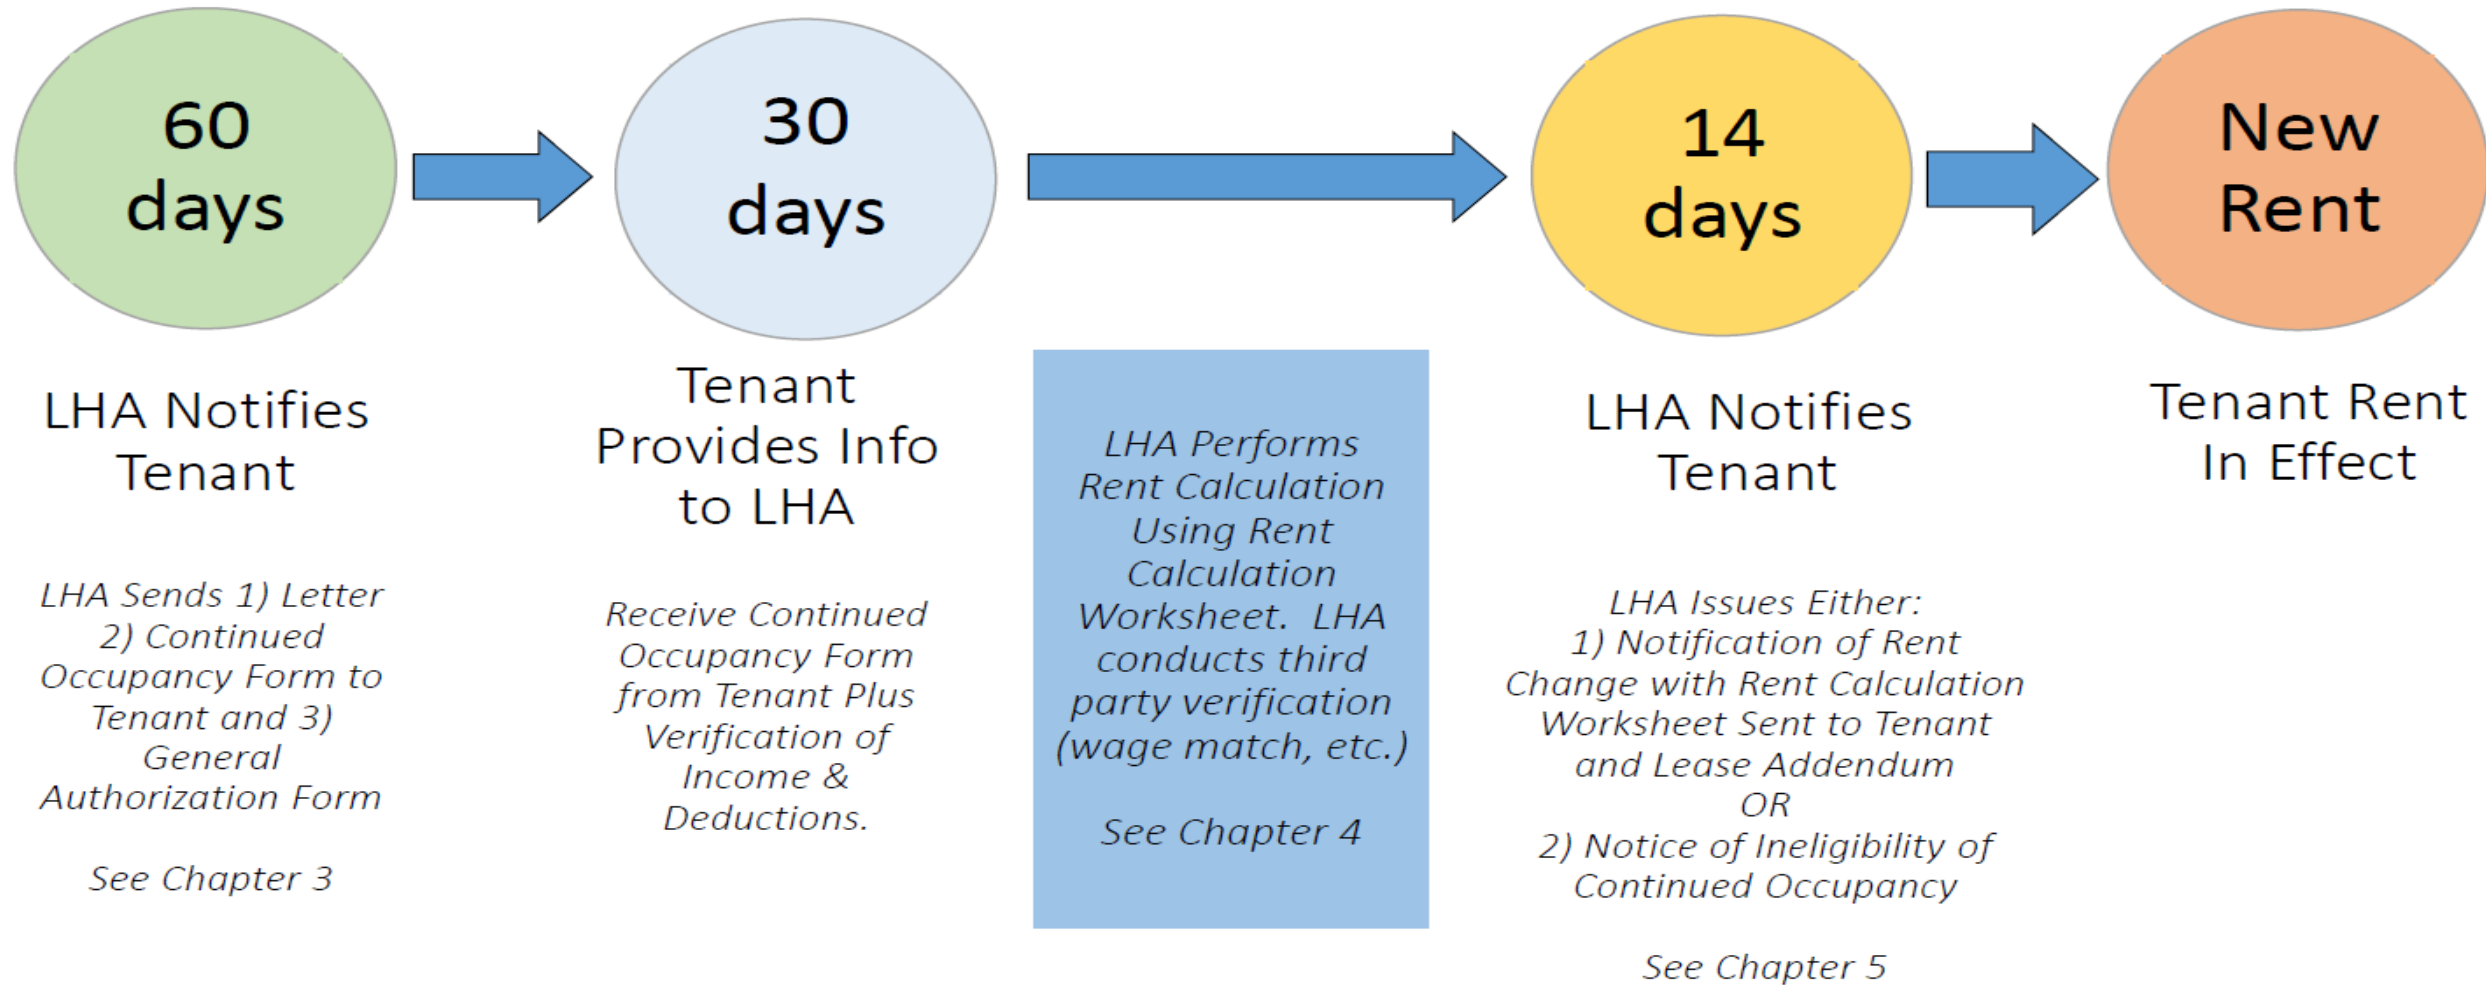 60
days
30
days
14
days
New
Rent
LHA Notifies
Tenant
LHA Sends 1) Letter
2) Continued
Occupancy Form to
Tenant and 3)
General
Authorization Form
See Chapter 3
Tenant
Provides Info
to LHA
Receive Continued
Occupancy Form
from Tenant Plus
Verification of
Income &
Deductions.
LHA Performs
Rent Calculation
Using Rent
Calculation
Worksheet.  LHA
conducts third
party verification
(wage match, etc.)
See Chapter 4
LHA Notifies
Tenant
LHA Issues Either:
1) Notification of Rent
Change with Rent Calculation
Worksheet Sent to Tenant
and Lease Addendum
OR
2) Notice of Ineligibility of
Continued Occupancy
See Chapter 5
Tenant Rent
In Effect